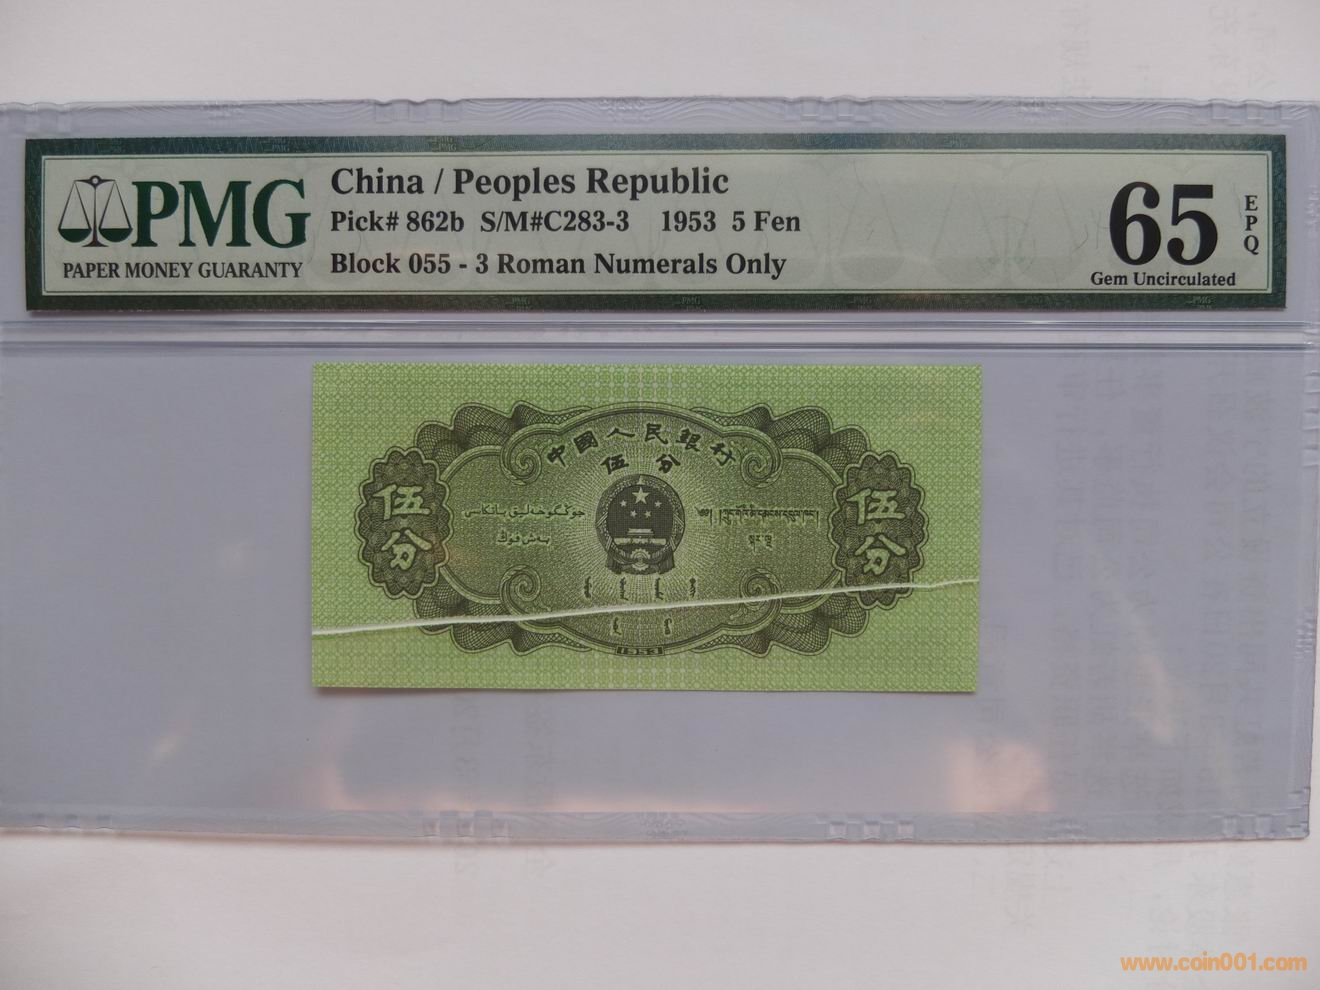 PMG
PAPER MONEY GUARANTY
China / Peoples Republic
Pick# 862b S/M#C283-3 1953 5 Fen
Block 055 - 3 Roman Numerals Only
65
EPQ
Gem Uncirculated
中國人民銀行
伍分
伍分
伍分
1953
www.coin001.com